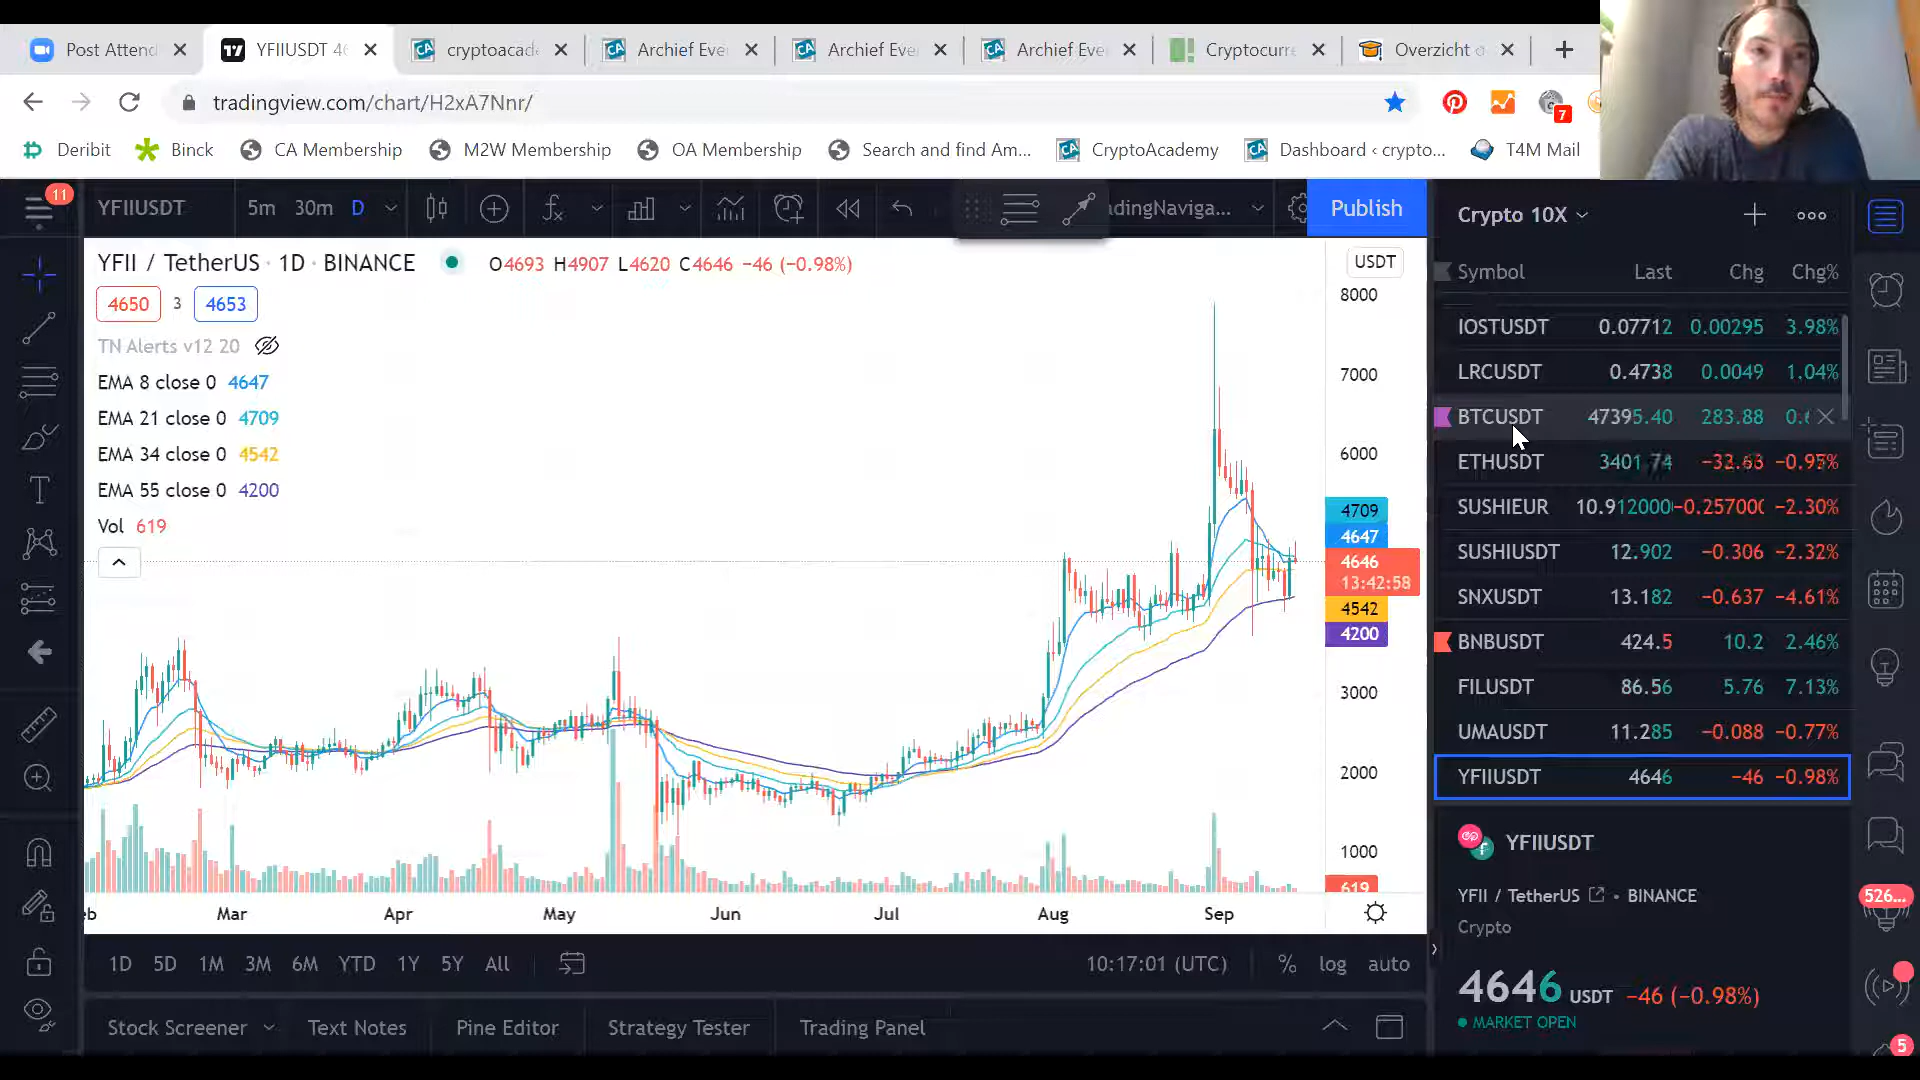 Post Attend
YFIIUSDT 46
cryptoacade
Archief Eve
Archief Eve
Archief Eve
Cryptocurre
Overzicht o
tradingview.com/chart/H2xA7Nnr/
7
Deribit
Binck
CA Membership
M2W Membership
OA Membership
Search and find Am...
CryptoAcademy
Dashboard ‹ crypto...
T4M Mail
11
YFIIUSDT
5m
30m
D
adingNaviga...
Publish
Crypto 10X
YFII / TetherUS · 1D · BINANCE
O4693 H4907 L4620 C4646 −46 (−0.98%)
USDT
4650
3
4653
TN Alerts v12 20
EMA 8 close 0 4647
EMA 21 close 0 4709
EMA 34 close 0 4542
EMA 55 close 0 4200
Vol 619
8000
7000
6000
4709
4647
4646
13:42:58
4542
4200
3000
2000
1000
619
Mar
Apr
May
Jun
Jul
Aug
Sep
Symbol Last Chg Chg%
IOSTUSDT 0.07712 0.00295 3.98%
LRCUSDT 0.4738 0.0049 1.04%
BTCUSDT 47395.40 283.88
ETHUSDT −0.95%
SUSHIEUR 10.912000 −0.25700 −2.30%
SUSHIUSDT 12.902 −0.306 −2.32%
SNXUSDT 13.182 −0.637 −4.61%
BNBUSDT 424.5 10.2 2.46%
FILUSDT 86.56 5.76 7.13%
UMAUSDT 11.285 −0.088 −0.77%
YFIIUSDT 4646 −46 −0.98%
YFIIUSDT
YFII / TetherUS • BINANCE
Crypto
4646 USDT −46 (−0.98%)
MARKET OPEN
526...
5
1D 5D 1M 3M 6M YTD 1Y 5Y All
10:17:01 (UTC)
% log auto
Stock Screener
Text Notes
Pine Editor
Strategy Tester
Trading Panel